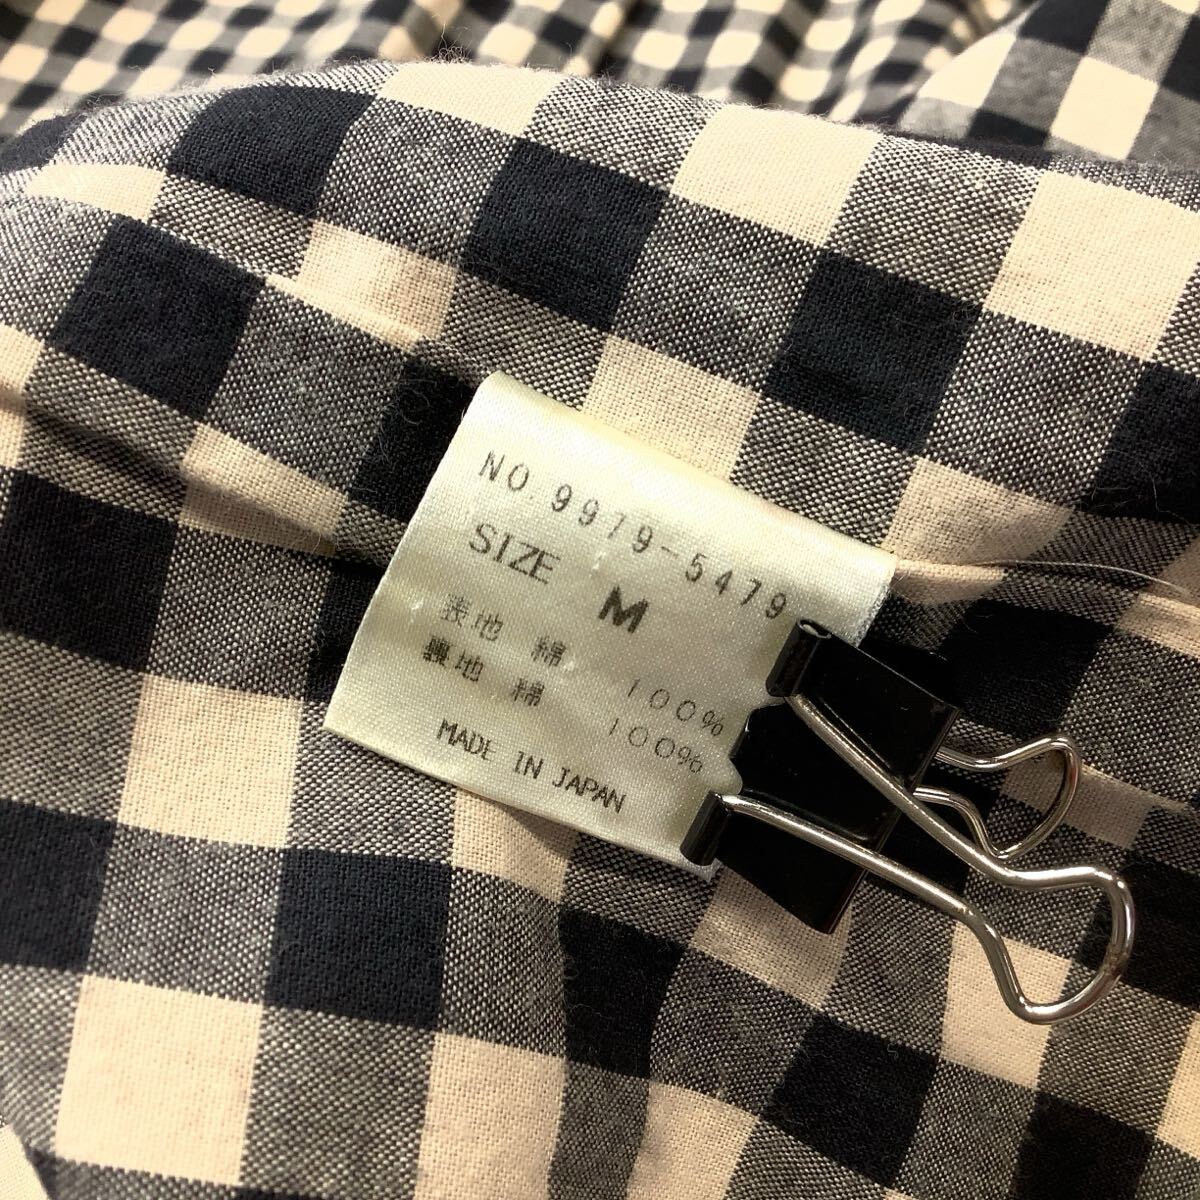 NO. 9979-5479
SIZE M
表地 綿 100%
裏地 綿 100%
MADE IN JAPAN